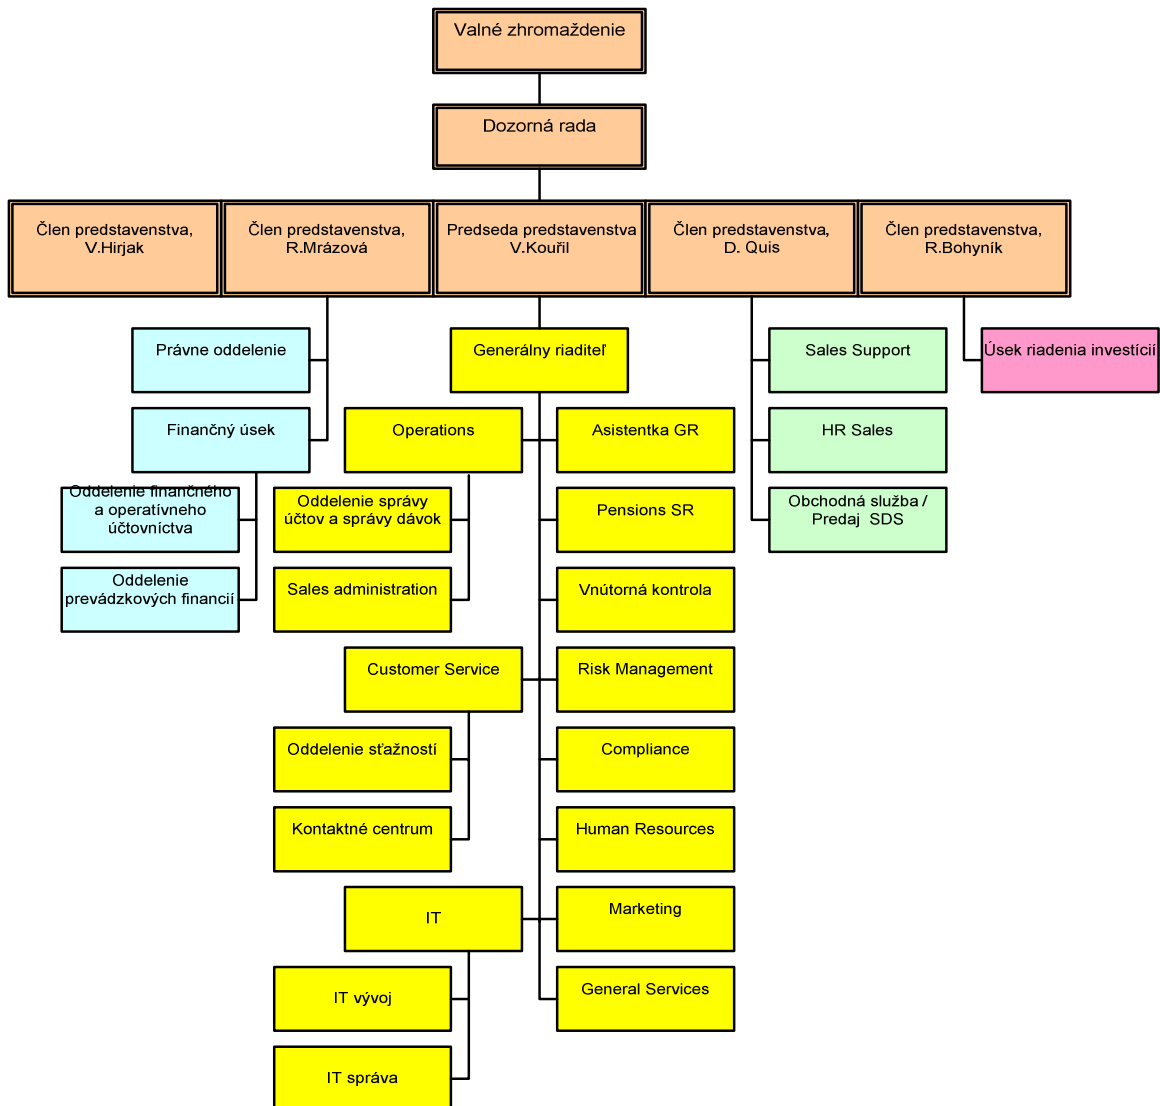 Valné zhromaždenie
Dozorná rada
Člen predstavenstva,
V.Hirjak
Člen predstavenstva,
R.Mrázová
Predseda predstavenstva
V.Kouřil
Člen predstavenstva,
D. Quis
Člen predstavenstva,
R.Bohyník
Právne oddelenie
Generálny riaditeľ
Sales Support
Úsek riadenia investícií
Finančný úsek
Operations
Asistentka GR
HR Sales
Oddelenie finančného
a operatívneho
účtovníctva
Oddelenie správy
účtov a správy dávok
Pensions SR
Obchodná služba /
Predaj  SDS
Oddelenie
prevádzkových financií
Sales administration
Vnútorná kontrola
Customer Service
Risk Management
Oddelenie sťažností
Compliance
Kontaktné centrum
Human Resources
IT
Marketing
IT vývoj
General Services
IT správa